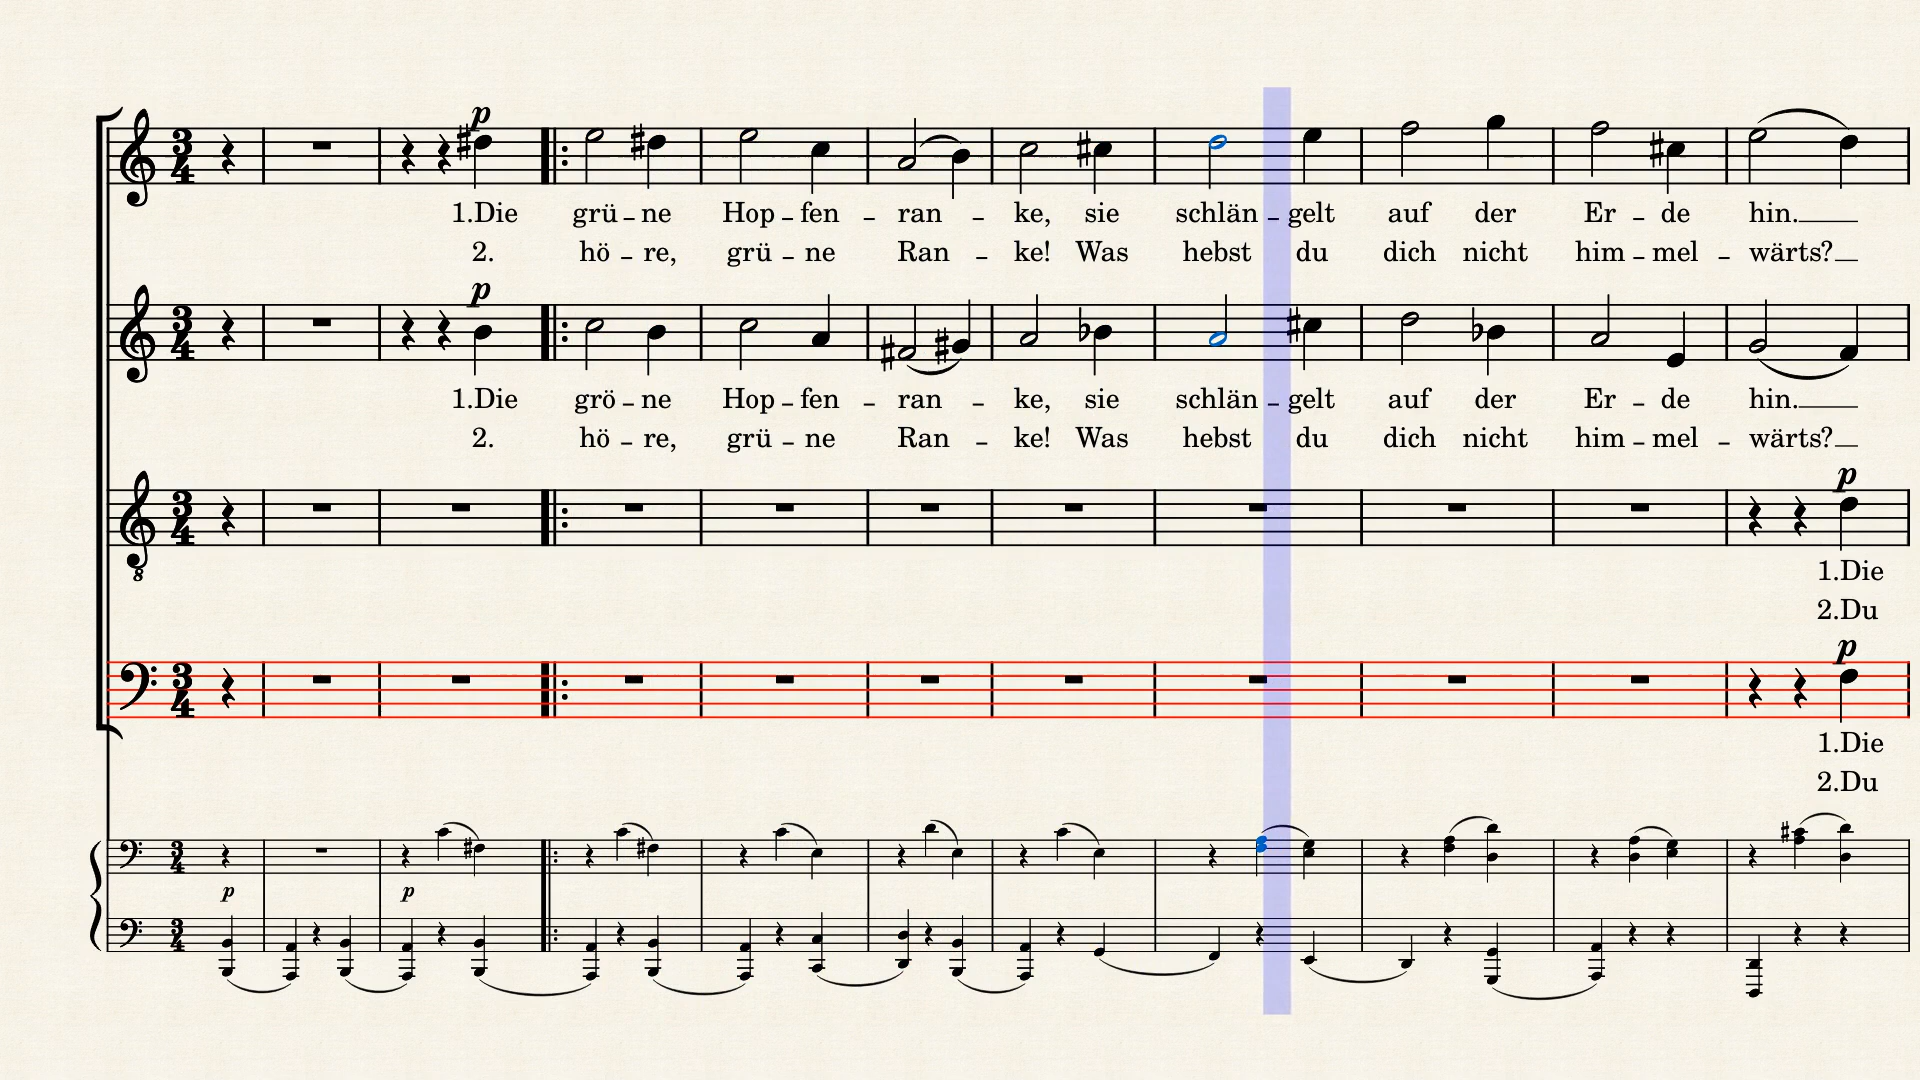 p
1.Die grü – ne Hop – fen – ran – ke, sie schlän – gelt auf der Er – de hin.
2. hö – re, grü – ne Ran – ke! Was hebst du dich nicht him – mel – wärts?
p
1.Die grö – ne Hop – fen – ran – ke, sie schlän – gelt auf der Er – de hin.
2. hö – re, grü – ne Ran – ke! Was hebst du dich nicht him – mel – wärts?
p
8
1.Die
2.Du
p
1.Die
2.Du
p p